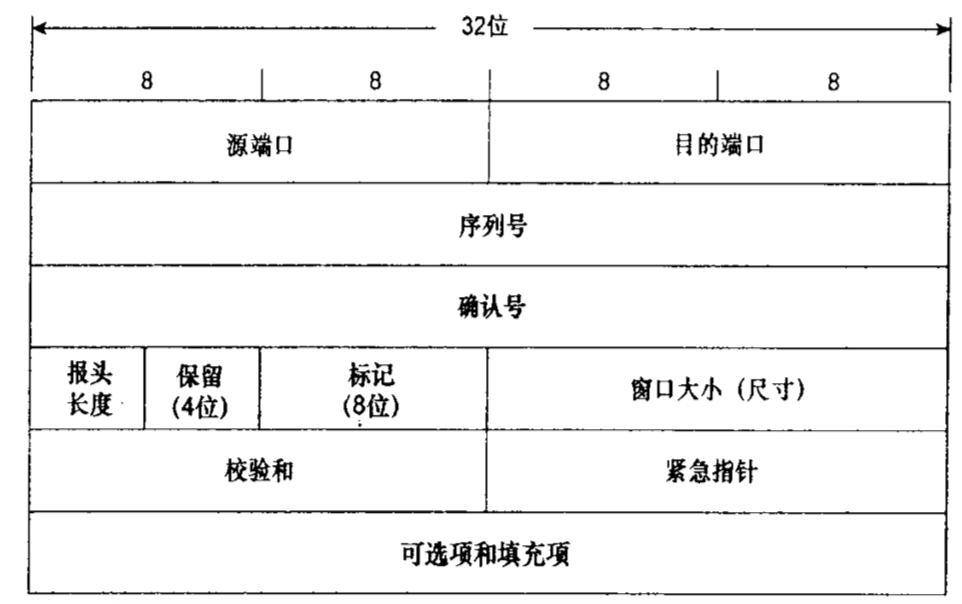 32位
8 8 8 8
源端口 目的端口
序列号
确认号
报头
长度
保留
(4位)
标记
(8位)
窗口大小（尺寸）
校验和 紧急指针
可选项和填充项